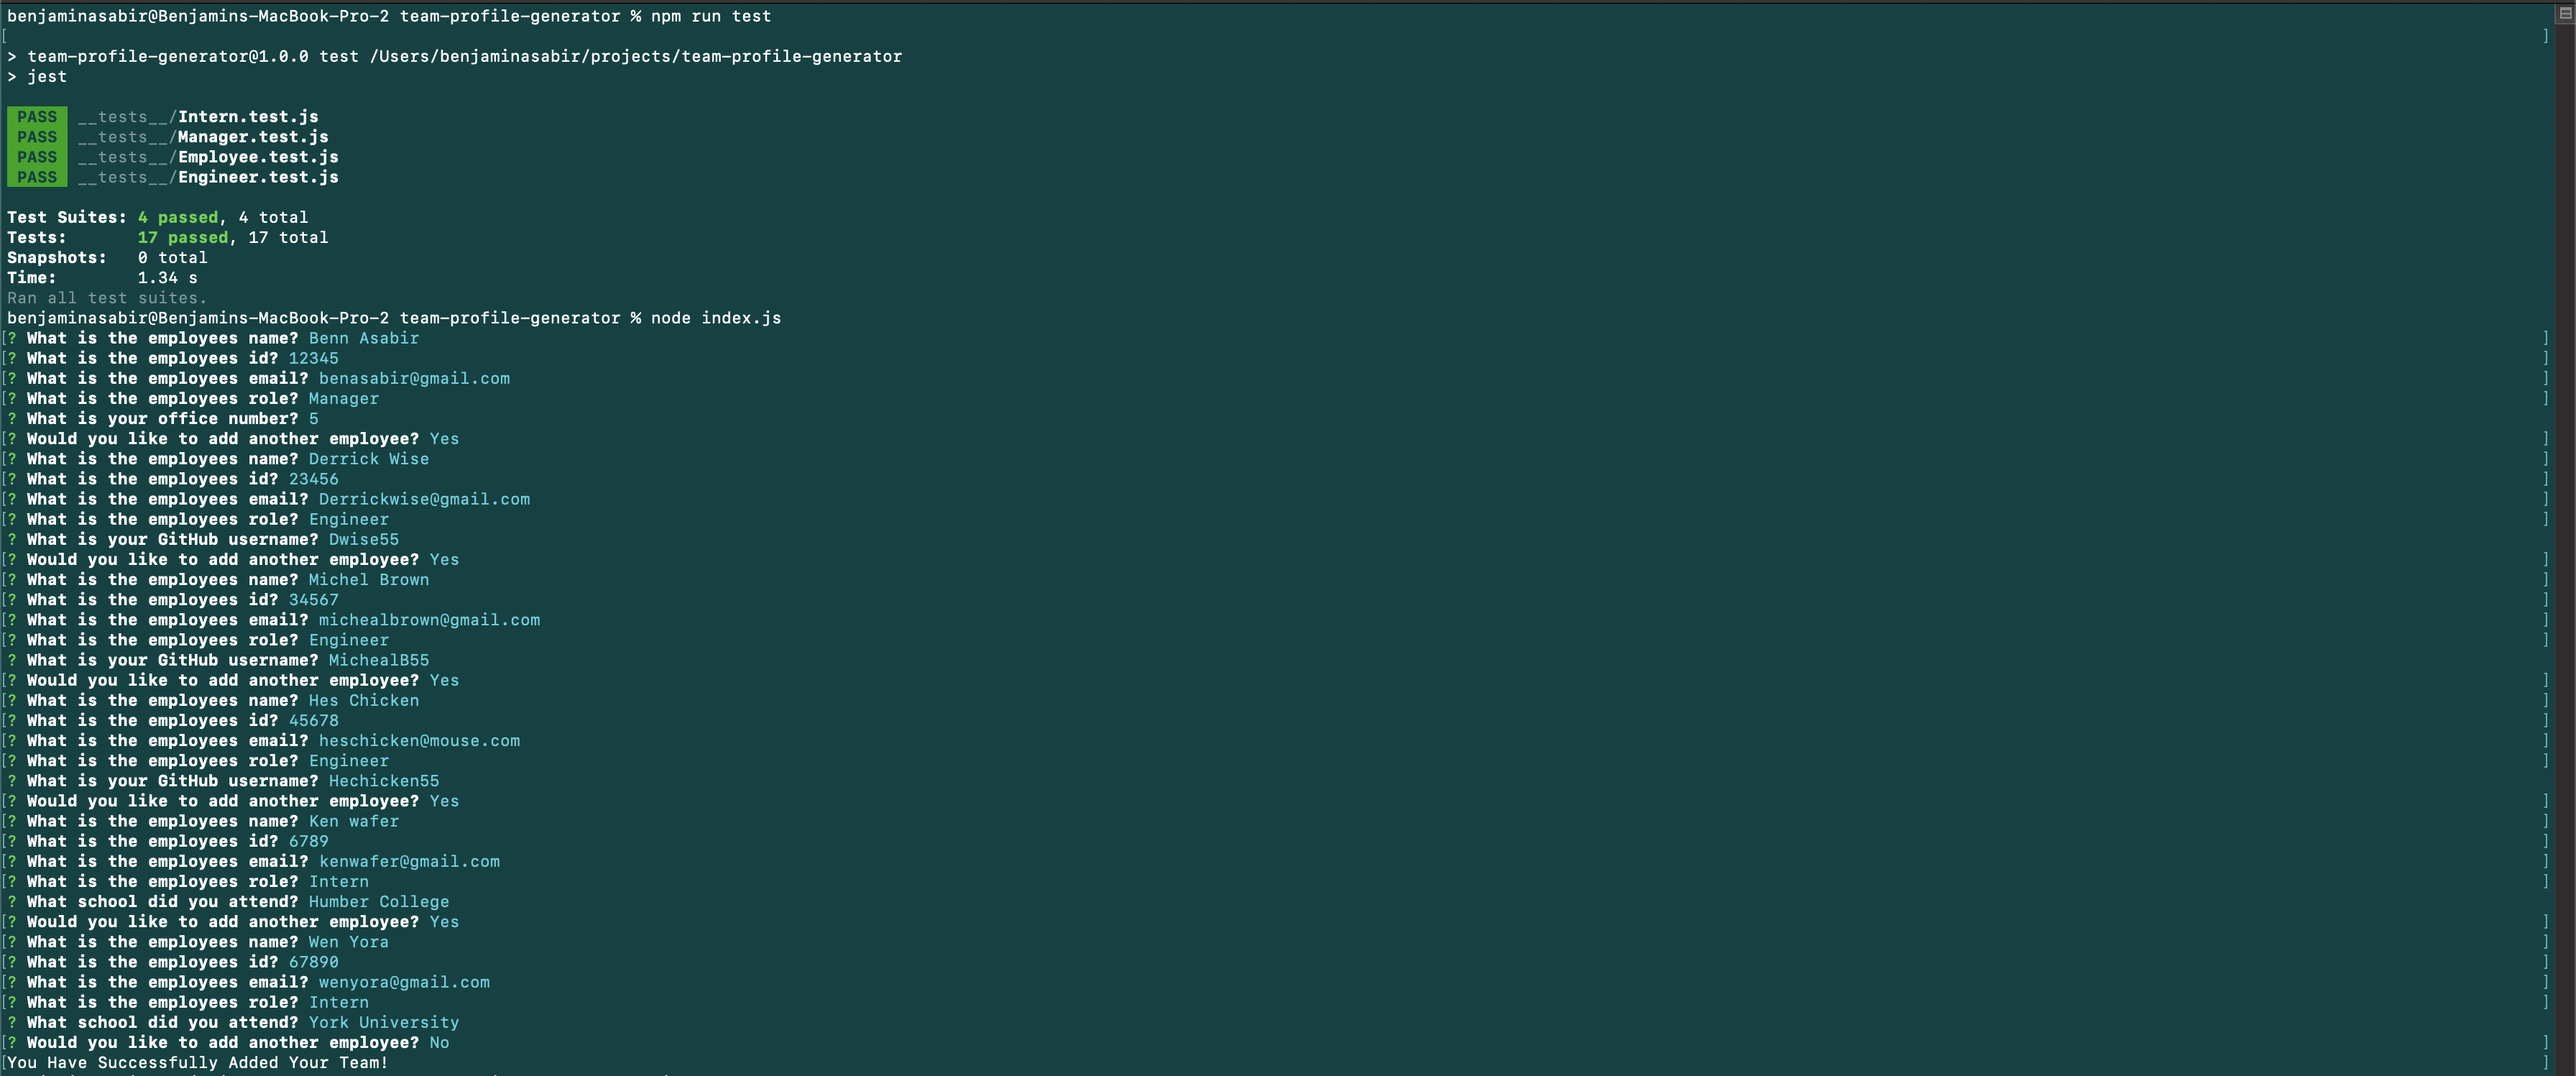 benjaminasabir@Benjamins-MacBook-Pro-2 team-profile-generator % npm run test
[ ]
> team-profile-generator@1.0.0 test /Users/benjaminasabir/projects/team-profile-generator
> jest
PASS __tests__/Intern.test.js
PASS __tests__/Manager.test.js
PASS __tests__/Employee.test.js
PASS __tests__/Engineer.test.js
Test Suites: 4 passed, 4 total
Tests: 17 passed, 17 total
Snapshots: 0 total
Time: 1.34 s
Ran all test suites.
benjaminasabir@Benjamins-MacBook-Pro-2 team-profile-generator % node index.js
[? What is the employees name? Benn Asabir ]
[? What is the employees id? 12345 ]
[? What is the employees email? benasabir@gmail.com ]
[? What is the employees role? Manager ]
? What is your office number? 5
[? Would you like to add another employee? Yes ]
[? What is the employees name? Derrick Wise ]
[? What is the employees id? 23456 ]
[? What is the employees email? Derrickwise@gmail.com ]
[? What is the employees role? Engineer ]
? What is your GitHub username? Dwise55
[? Would you like to add another employee? Yes ]
[? What is the employees name? Michel Brown ]
[? What is the employees id? 34567 ]
[? What is the employees email? michealbrown@gmail.com ]
[? What is the employees role? Engineer ]
? What is your GitHub username? MichealB55
[? Would you like to add another employee? Yes ]
[? What is the employees name? Hes Chicken ]
[? What is the employees id? 45678 ]
[? What is the employees email? heschicken@mouse.com ]
[? What is the employees role? Engineer ]
? What is your GitHub username? Hechicken55
[? Would you like to add another employee? Yes ]
[? What is the employees name? Ken wafer ]
[? What is the employees id? 6789 ]
[? What is the employees email? kenwafer@gmail.com ]
[? What is the employees role? Intern ]
? What school did you attend? Humber College
[? Would you like to add another employee? Yes ]
[? What is the employees name? Wen Yora ]
[? What is the employees id? 67890 ]
[? What is the employees email? wenyora@gmail.com ]
[? What is the employees role? Intern ]
? What school did you attend? York University
[? Would you like to add another employee? No ]
[You Have Successfully Added Your Team! ]